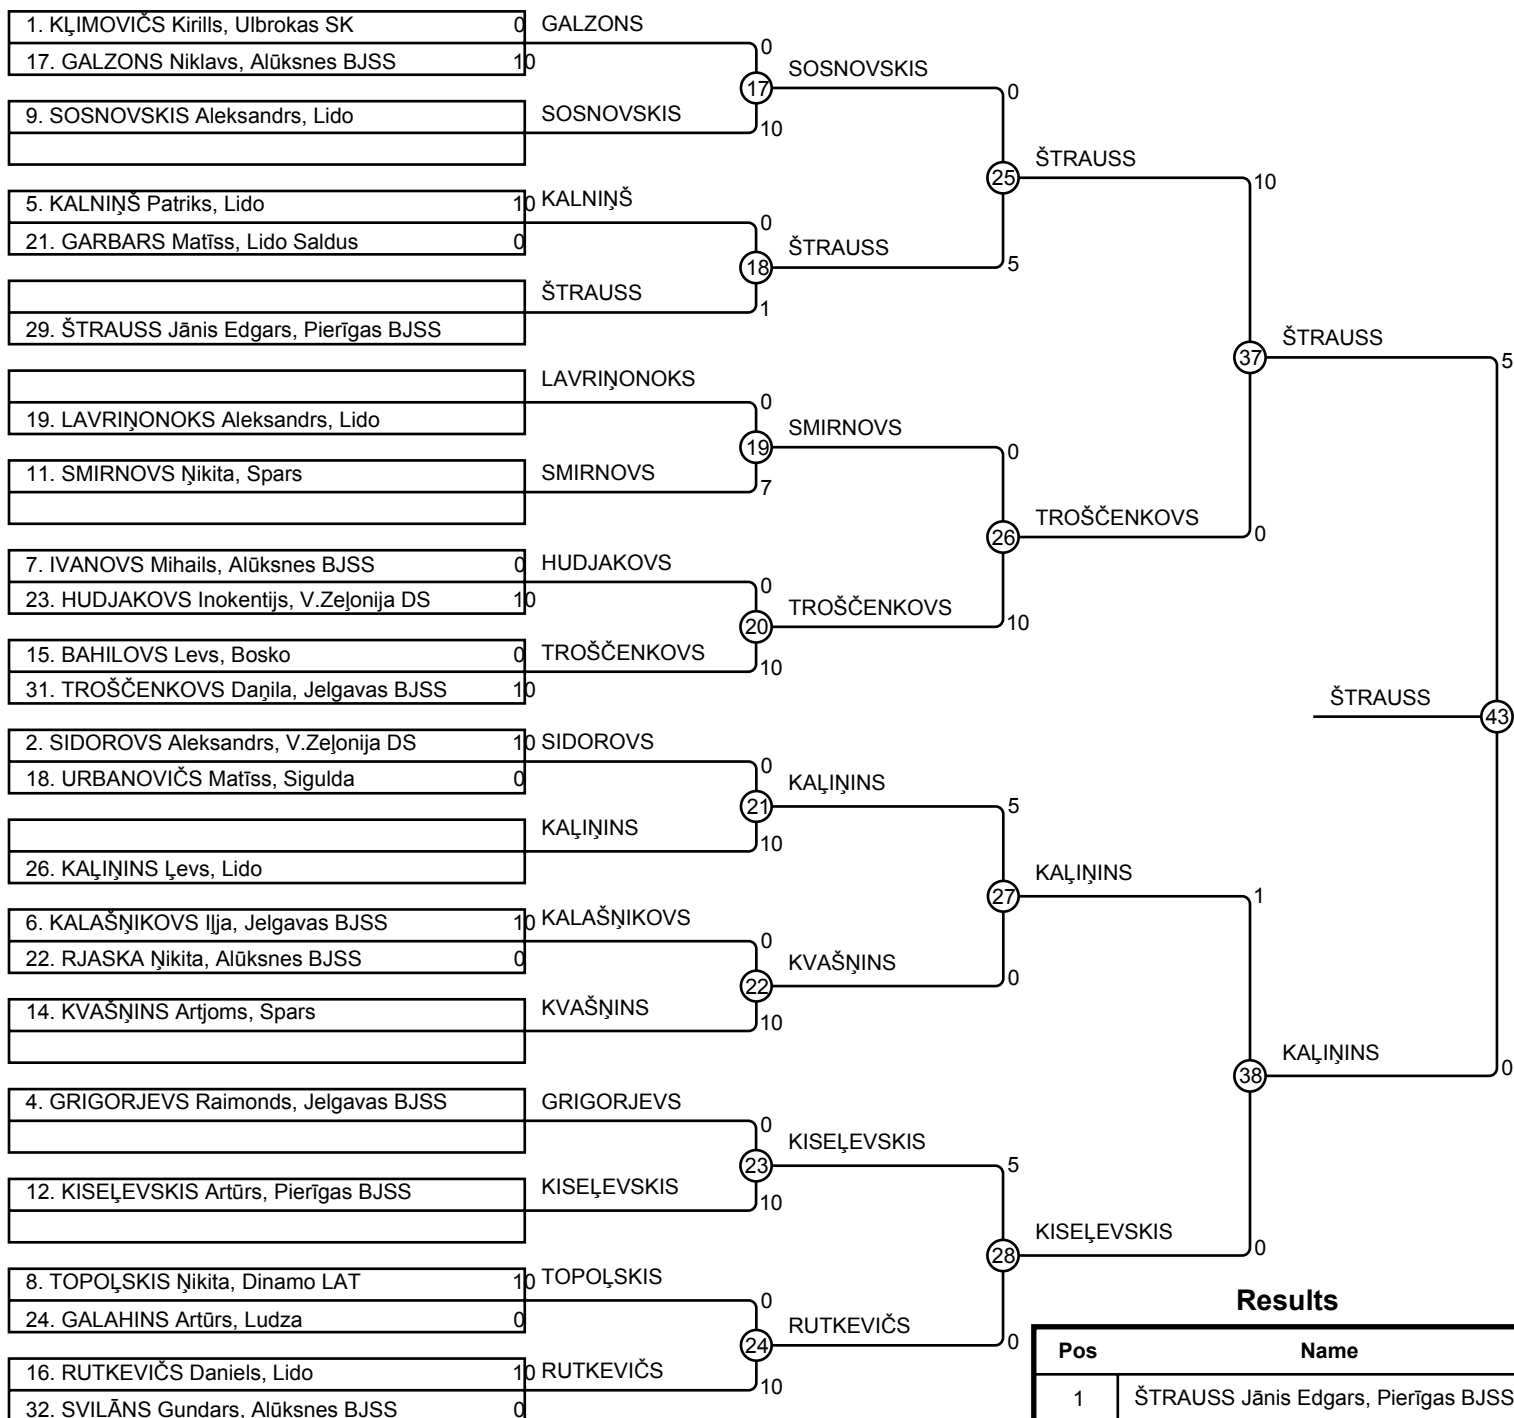 1. KĻIMOVIČS Kirills, Ulbrokas SK 0 GALZONS
0
17. GALZONS Niklavs, Alūksnes BJSS 10
SOSNOVSKIS
17
0
9. SOSNOVSKIS Aleksandrs, Lido SOSNOVSKIS
10
ŠTRAUSS
25
10
5. KALNIŅŠ Patriks, Lido 10 KALNIŅŠ
0
21. GARBARS Matīss, Lido Saldus 0
ŠTRAUSS
18
5
ŠTRAUSS
1
29. ŠTRAUSS Jānis Edgars, Pierīgas BJSS
ŠTRAUSS
37
5
LAVRIŅONOKS
0
19. LAVRIŅONOKS Aleksandrs, Lido
SMIRNOVS
19
0
11. SMIRNOVS Ņikita, Spars SMIRNOVS
7
TROŠČENKOVS
26
0
7. IVANOVS Mihails, Alūksnes BJSS 0 HUDJAKOVS
0
23. HUDJAKOVS Inokentijs, V.Zeļonija DS 10
TROŠČENKOVS
20
10
15. BAHILOVS Levs, Bosko 0 TROŠČENKOVS
10
31. TROŠČENKOVS Daņila, Jelgavas BJSS 10
ŠTRAUSS
43
2. SIDOROVS Aleksandrs, V.Zeļonija DS 10 SIDOROVS
0
18. URBANOVIČS Matīss, Sigulda 0
KAĻIŅINS
21
5
KAĻIŅINS
10
26. KAĻIŅINS Ļevs, Lido
KAĻIŅINS
27
1
6. KALAŠŅIKOVS Iļja, Jelgavas BJSS 10 KALAŠŅIKOVS
0
22. RJASKA Ņikita, Alūksnes BJSS 0
KVAŠŅINS
22
0
14. KVAŠŅINS Artjoms, Spars KVAŠŅINS
10
KAĻIŅINS
38
0
4. GRIGORJEVS Raimonds, Jelgavas BJSS GRIGORJEVS
0
KISEĻEVSKIS
23
5
12. KISEĻEVSKIS Artūrs, Pierīgas BJSS KISEĻEVSKIS
10
KISEĻEVSKIS
28
0
8. TOPOĻSKIS Ņikita, Dinamo LAT 10 TOPOĻSKIS
0
24. GALAHINS Artūrs, Ludza 0
RUTKEVIČS
24
0
16. RUTKEVIČS Daniels, Lido 10 RUTKEVIČS
10
32. SVILĀNS Gundars, Alūksnes BJSS 0
Results
Pos Name
1 ŠTRAUSS Jānis Edgars, Pierīgas BJSS